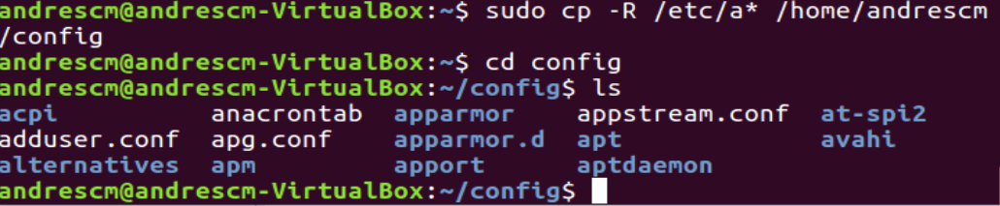 andrescm@andrescm-VirtualBox:~$ sudo cp -R /etc/a* /home/andrescm
/config
andrescm@andrescm-VirtualBox:~$ cd config
andrescm@andrescm-VirtualBox:~/config$ ls
acpi anacrontab apparmor appstream.conf at-spi2
adduser.conf apg.conf apparmor.d apt avahi
alternatives apm apport aptdaemon
andrescm@andrescm-VirtualBox:~/config$